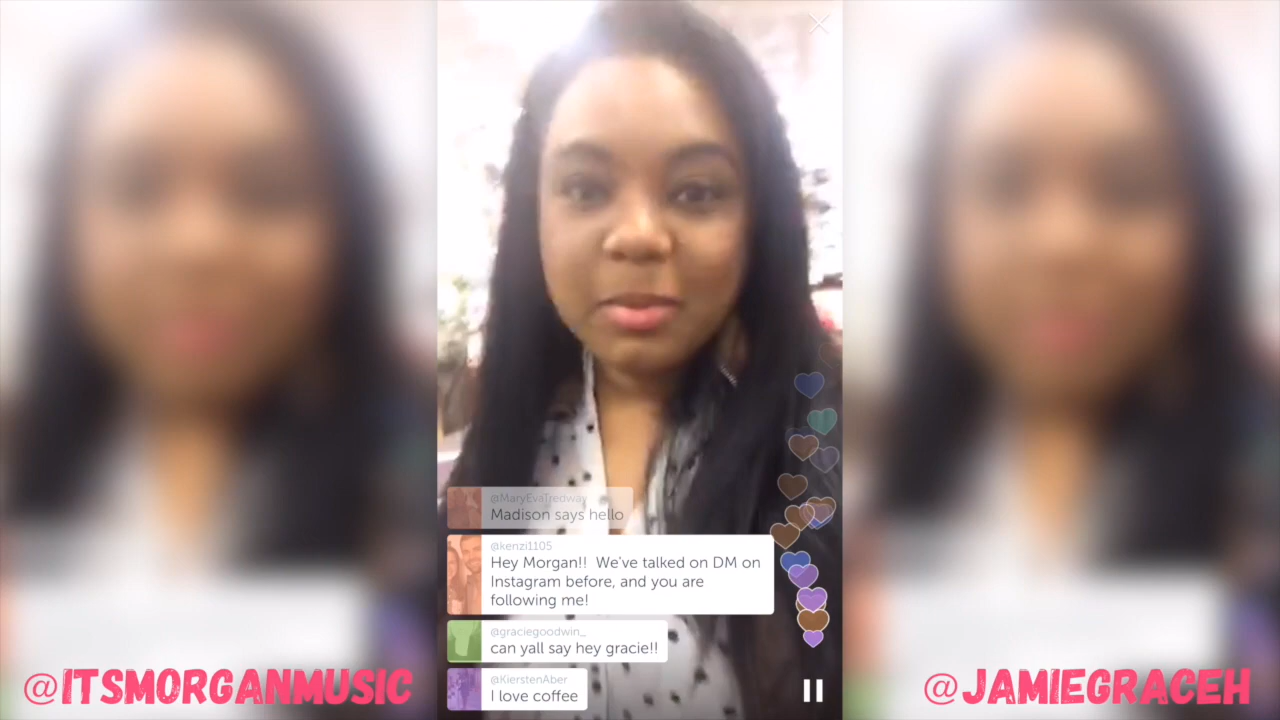 @MaryEvaTredway
Madison says hello
@kenzi1105
Hey Morgan!!  We've talked on DM on
Instagram before, and you are
following me!
@graciegoodwin_
can yall say hey gracie!!
@KierstenAber
I love coffee
@ITSMORGANMUSIC
@JAMIEGRACEH